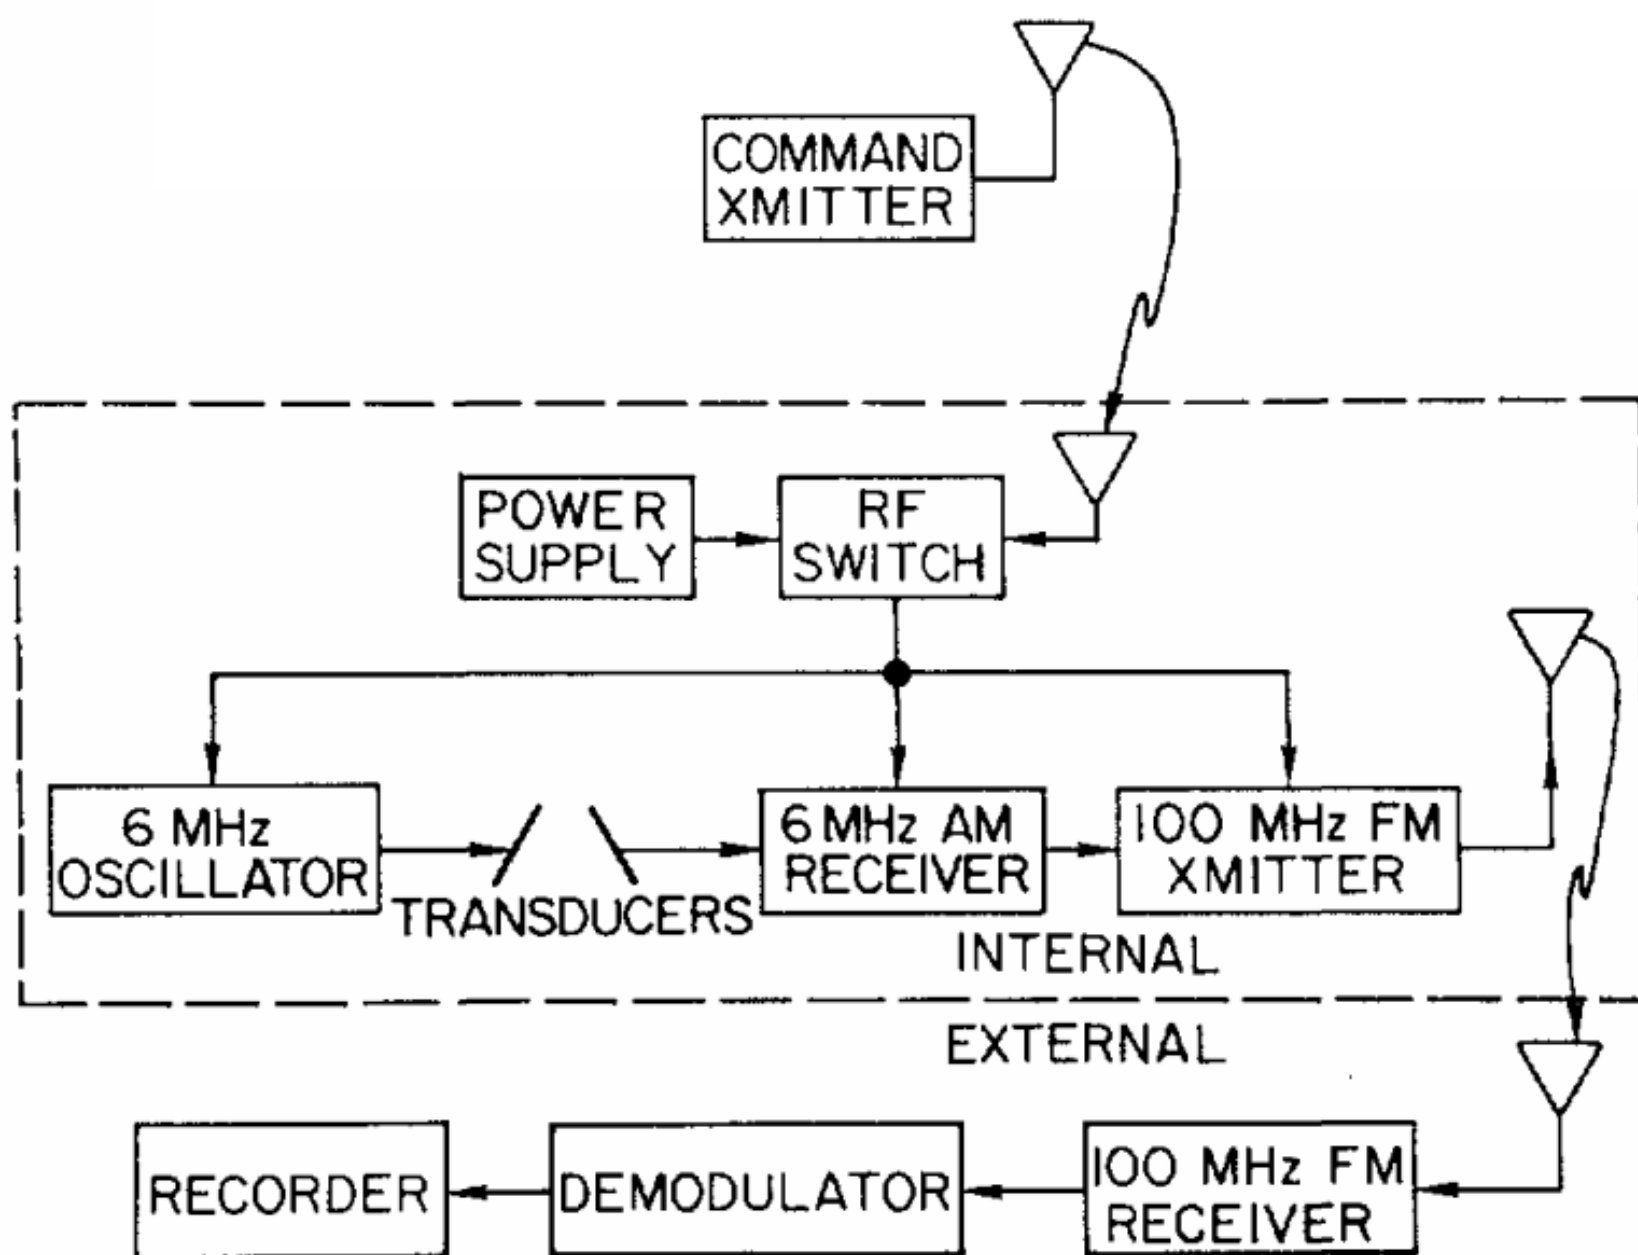 COMMAND
XMITTER
POWER
SUPPLY
RF
SWITCH
6 MHz
OSCILLATOR
TRANSDUCERS
6 MHz AM
RECEIVER
100 MHz FM
XMITTER
INTERNAL
EXTERNAL
RECORDER
DEMODULATOR
100 MHz FM
RECEIVER